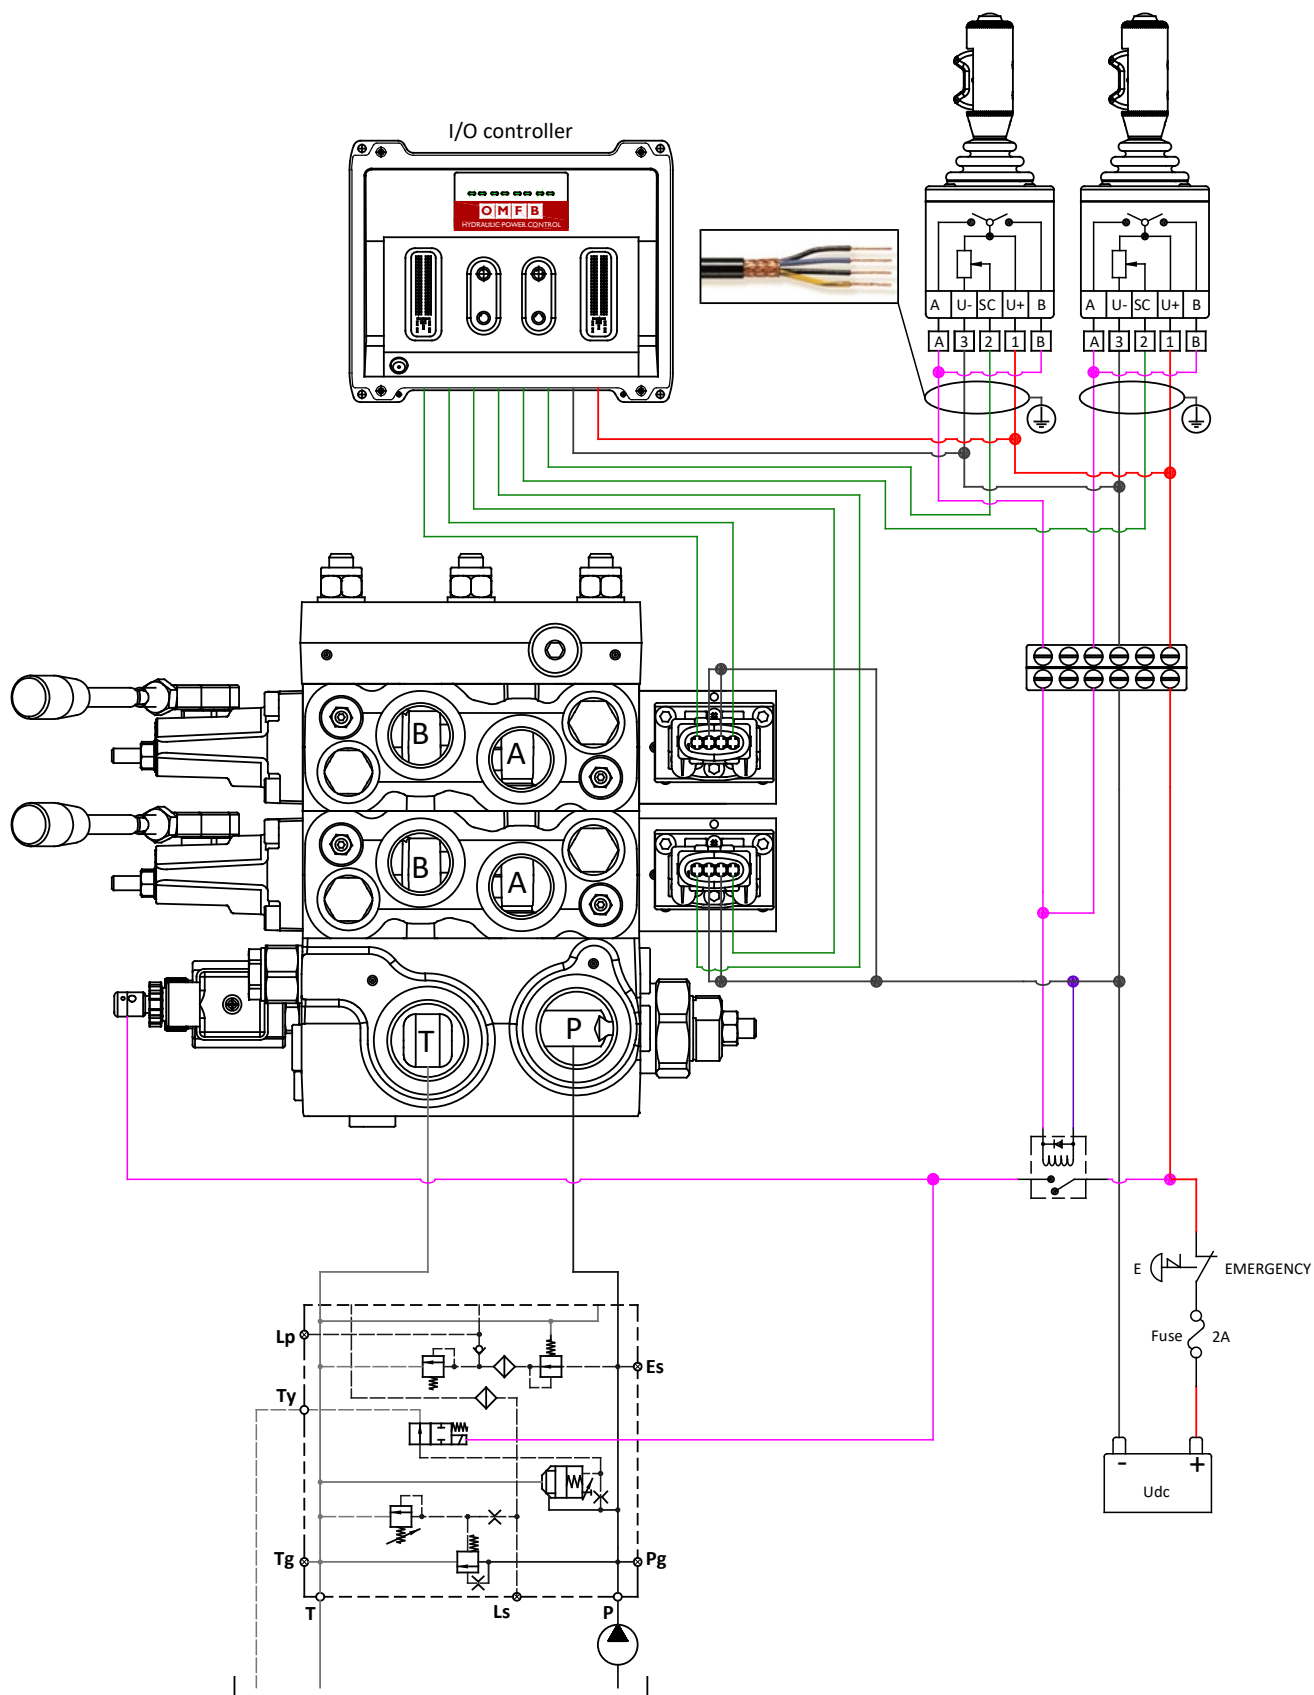 I/O controller
OMFB
HYDRAULIC POWER CONTROL
A U- SC U+ B
A 3 2 1 B
A U- SC U+ B
A 3 2 1 B
B A
B A
T P
E EMERGENCY
Fuse 2A
- +
Udc
Lp
Es
Ty
Tg
Pg
T Ls P